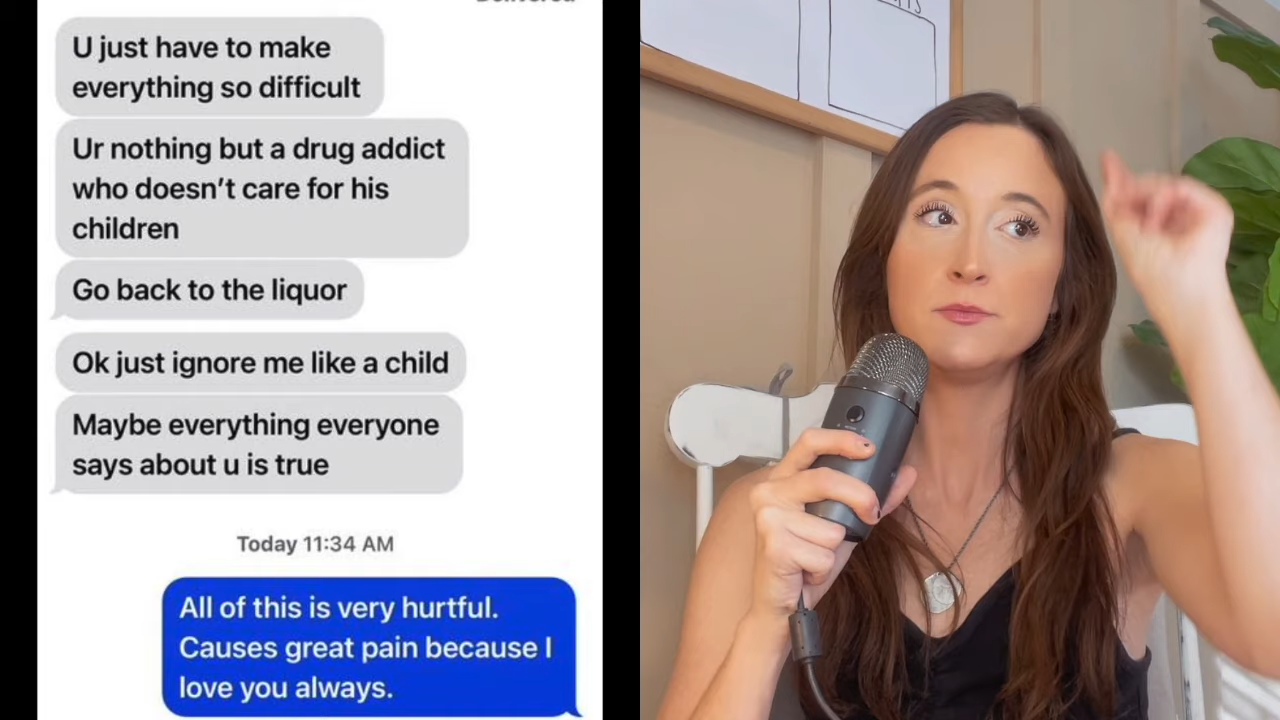 Delivered
U just have to make
everything so difficult
Ur nothing but a drug addict
who doesn't care for his
children
Go back to the liquor
Ok just ignore me like a child
Maybe everything everyone
says about u is true
Today 11:34 AM
All of this is very hurtful.
Causes great pain because I
love you always.